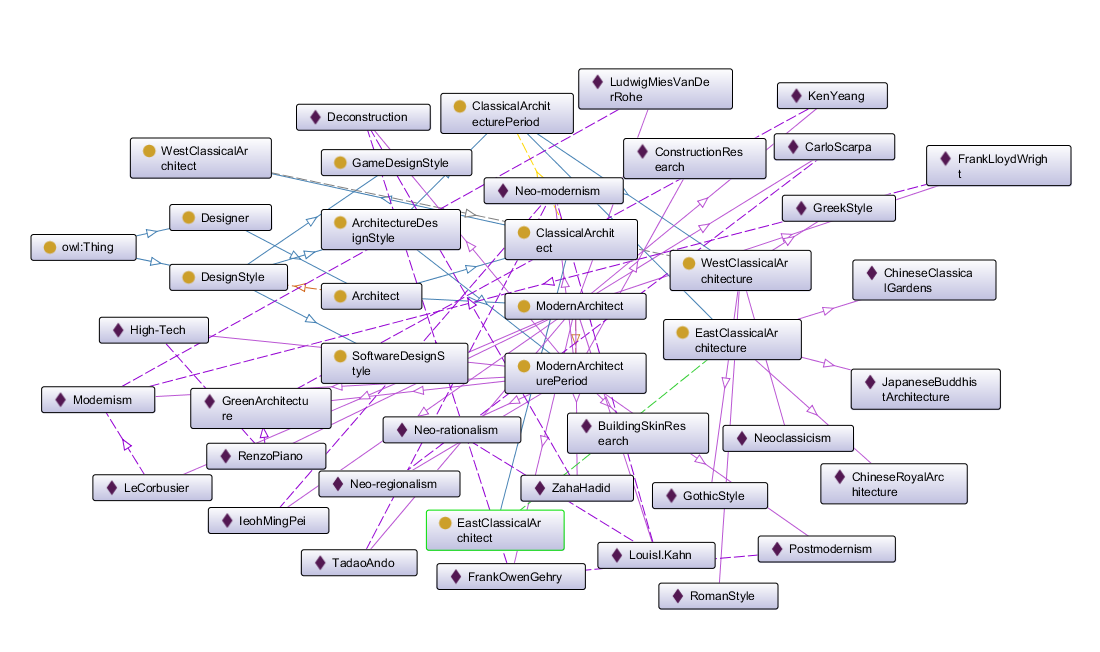 LudwigMiesVanDe
rRohe
KenYeang
ClassicalArchit
ecturePeriod
Deconstruction
CarloScarpa
WestClassicalAr
chitect
GameDesignStyle
ConstructionRes
earch
FrankLloydWrigh
t
Neo-modernism
Designer
ArchitectureDes
ignStyle
GreekStyle
ClassicalArchit
ect
owl:Thing
DesignStyle
WestClassicalAr
chitecture
ChineseClassica
lGardens
Architect
ModernArchitect
High-Tech
EastClassicalAr
chitecture
SoftwareDesignS
tyle
ModernArchitect
urePeriod
JapaneseBuddhis
tArchitecture
Modernism
GreenArchitectu
re
Neo-rationalism
BuildingSkinRes
earch
Neoclassicism
RenzoPiano
LeCorbusier
Neo-regionalism
ZahaHadid
GothicStyle
ChineseRoyalArc
hitecture
IeohMingPei
EastClassicalAr
chitect
TadaoAndo
LouisI.Kahn
Postmodernism
FrankOwenGehry
RomanStyle